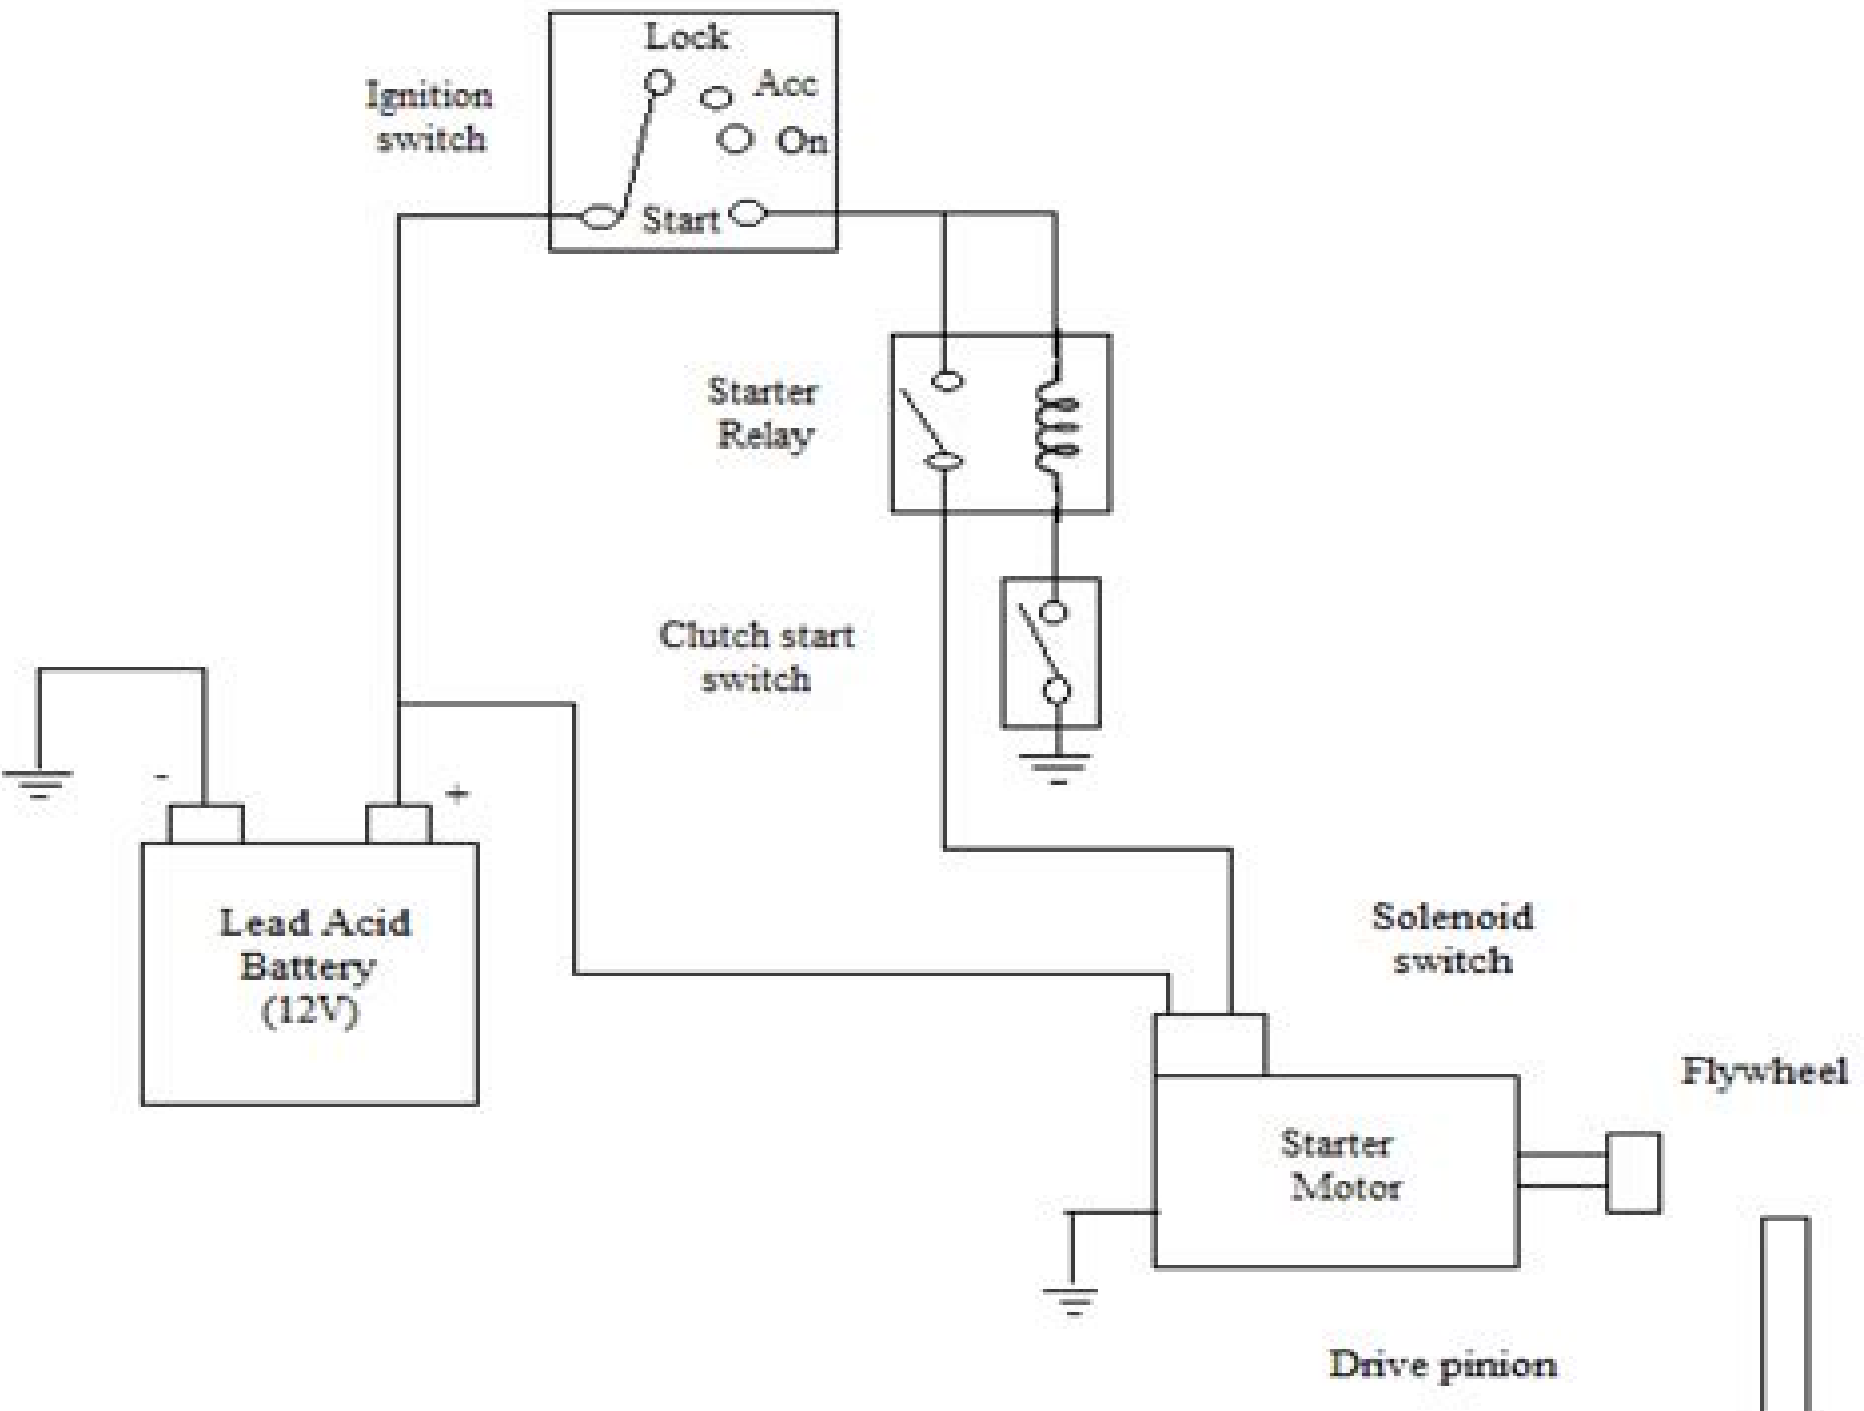 Lock
Ignition
switch
Acc
On
Start
Starter
Relay
Clutch start
switch
-
+
Lead Acid
Battery
(12V)
Solenoid
switch
Flywheel
Starter
Motor
Drive pinion